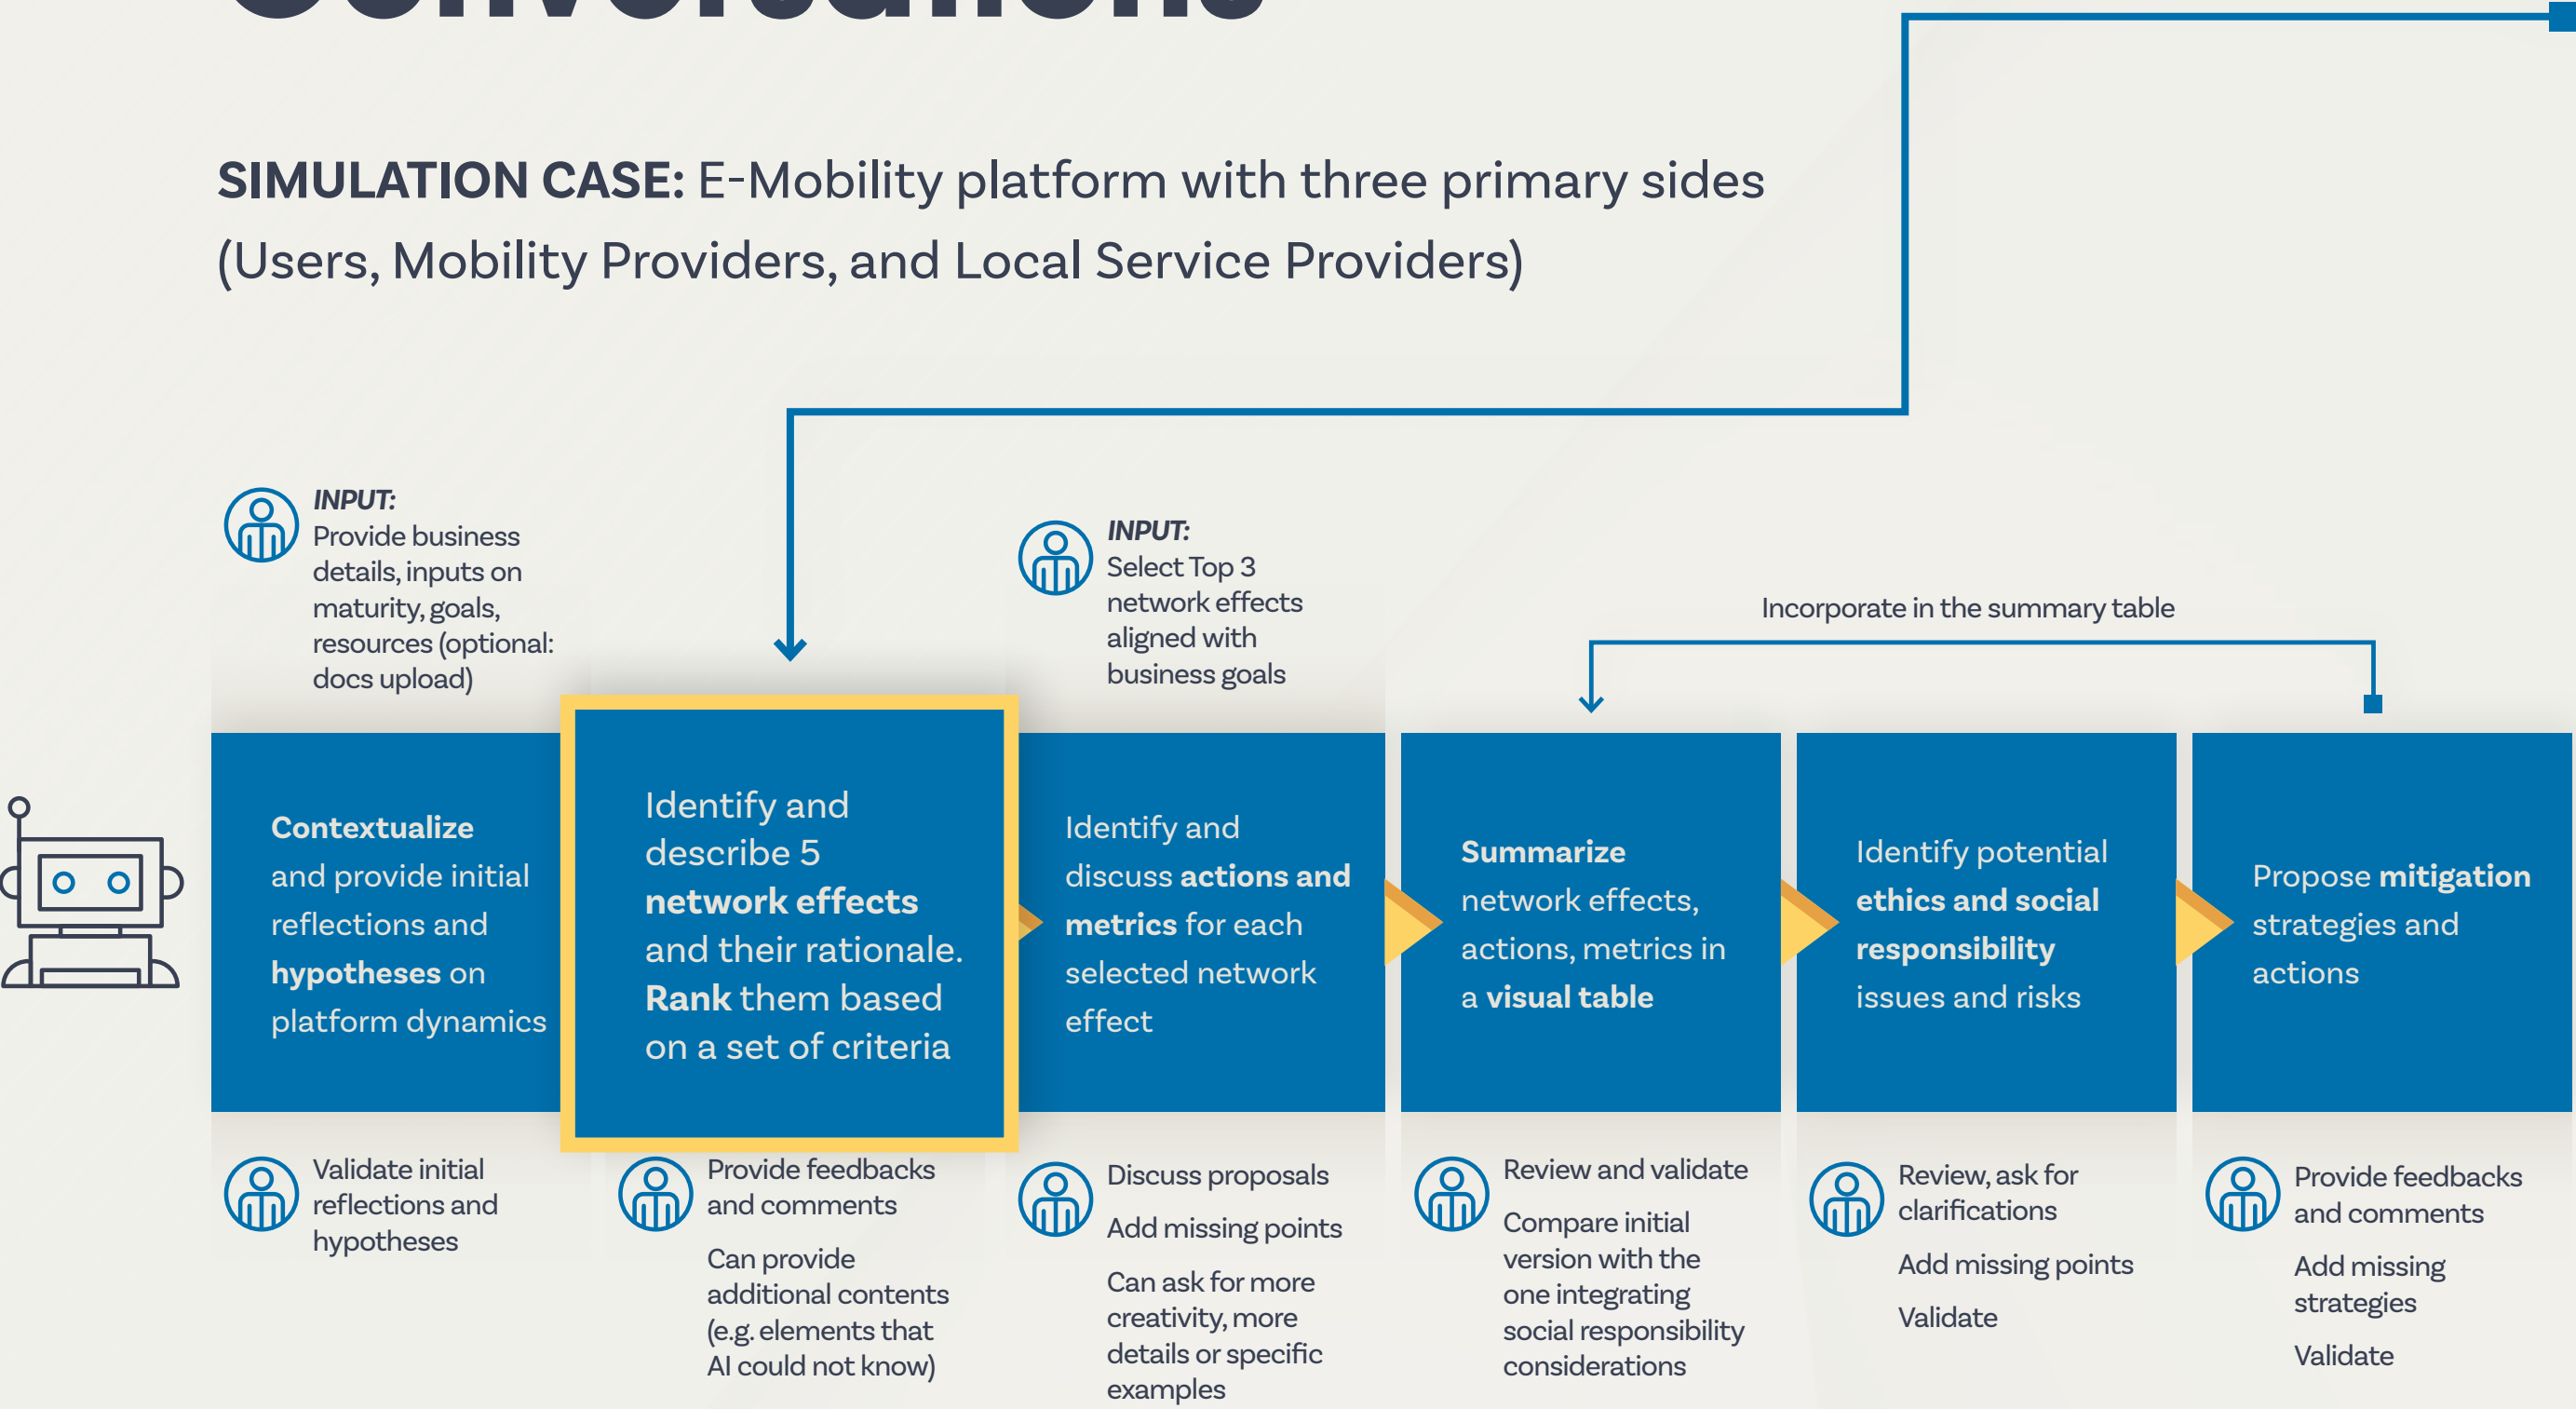 Conversations
SIMULATION CASE: E-Mobility platform with three primary sides
(Users, Mobility Providers, and Local Service Providers)
INPUT:
Provide business
details, inputs on
maturity, goals,
resources (optional:
docs upload)
INPUT:
Select Top 3
network effects
aligned with
business goals
Incorporate in the summary table
Contextualize
and provide initial
reflections and
hypotheses on
platform dynamics
Identify and
describe 5
network effects
and their rationale.
Rank them based
on a set of criteria
Identify and
discuss actions and
metrics for each
selected network
effect
Summarize
network effects,
actions, metrics in
a visual table
Identify potential
ethics and social
responsibility
issues and risks
Propose mitigation
strategies and
actions
Validate initial
reflections and
hypotheses
Provide feedbacks
and comments
Can provide
additional contents
(e.g. elements that
AI could not know)
Discuss proposals
Add missing points
Can ask for more
creativity, more
details or specific
examples
Review and validate
Compare initial
version with the
one integrating
social responsibility
considerations
Review, ask for
clarifications
Add missing points
Validate
Provide feedbacks
and comments
Add missing
strategies
Validate